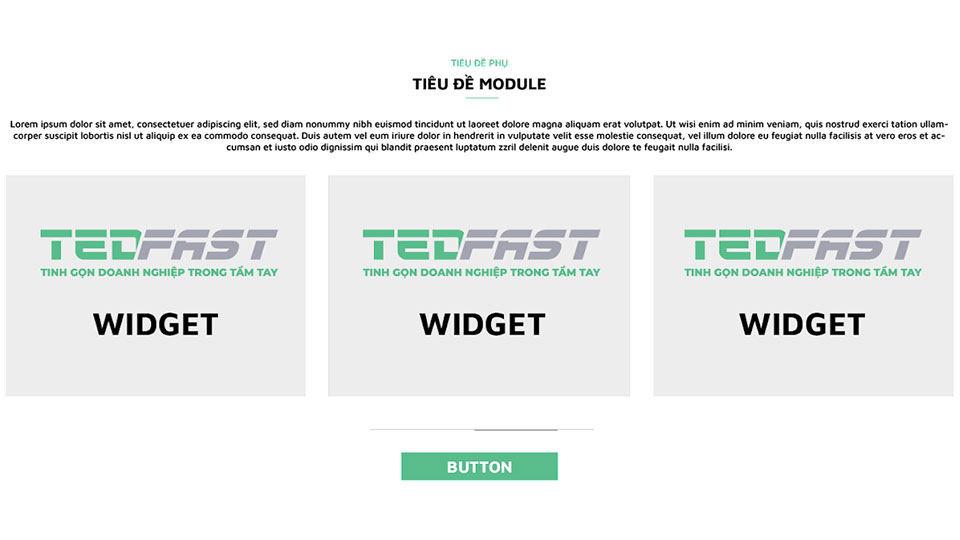 TIÊU ĐỀ PHỤ
TIÊU ĐỀ MODULE
Lorem ipsum dolor sit amet, consectetuer adipiscing elit, sed diam nonummy nibh euismod tincidunt ut laoreet dolore magna aliquam erat volutpat. Ut wisi enim ad minim veniam, quis nostrud exerci tation ullam-
corper suscipit lobortis nisl ut aliquip ex ea commodo consequat. Duis autem vel eum iriure dolor in hendrerit in vulputate velit esse molestie consequat, vel illum dolore eu feugiat nulla facilisis at vero eros et ac-
cumsan et iusto odio dignissim qui blandit praesent luptatum zzril delenit augue duis dolore te feugait nulla facilisi.
TEDFAST
TINH GỌN DOANH NGHIỆP TRONG TẦM TAY
WIDGET
TEDFAST
TINH GỌN DOANH NGHIỆP TRONG TẦM TAY
WIDGET
TEDFAST
TINH GỌN DOANH NGHIỆP TRONG TẦM TAY
WIDGET
BUTTON